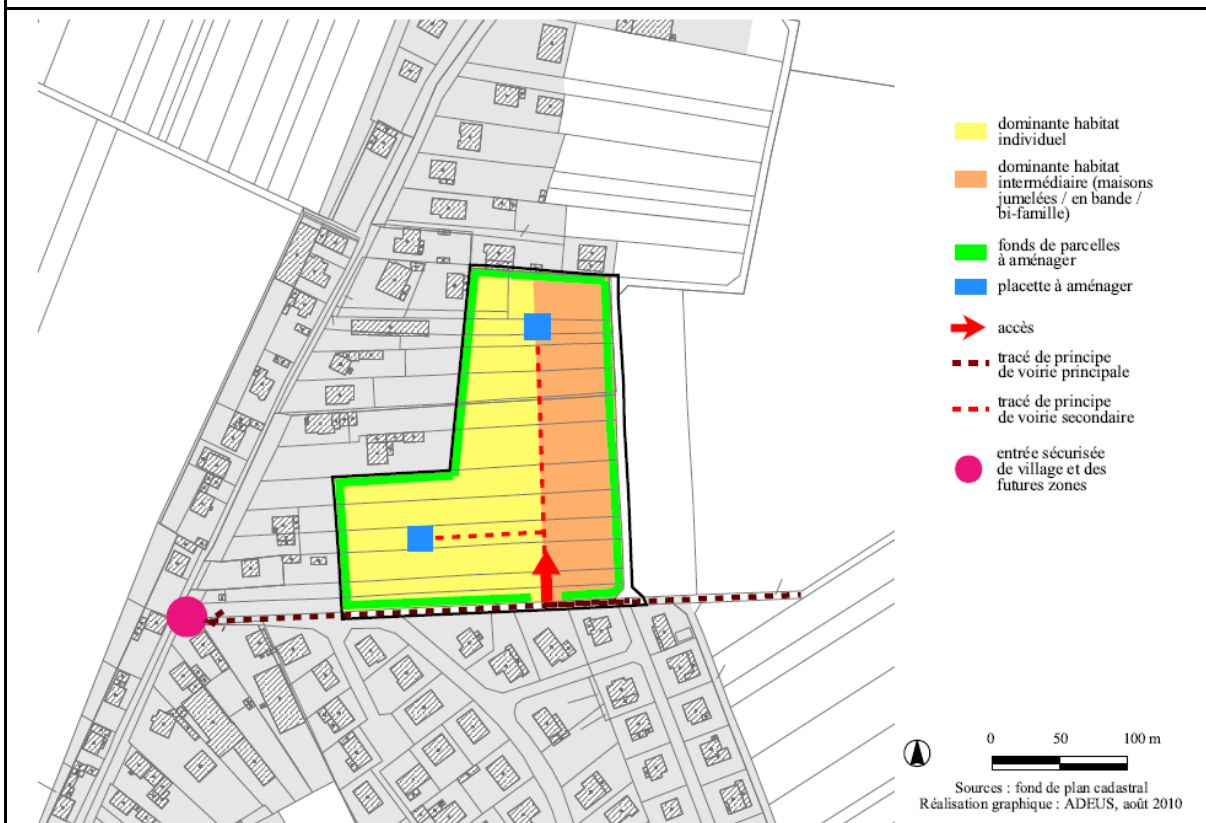 dominante habitat
individuel
dominante habitat
intermédiaire (maisons
jumelées / en bande /
bi-famille)
fonds de parcelles
à aménager
placette à aménager
accès
tracé de principe
de voirie principale
tracé de principe
de voirie secondaire
entrée sécurisée
de village et des
futures zones
0 50 100 m
Sources : fond de plan cadastral
Réalisation graphique : ADEUS, août 2010